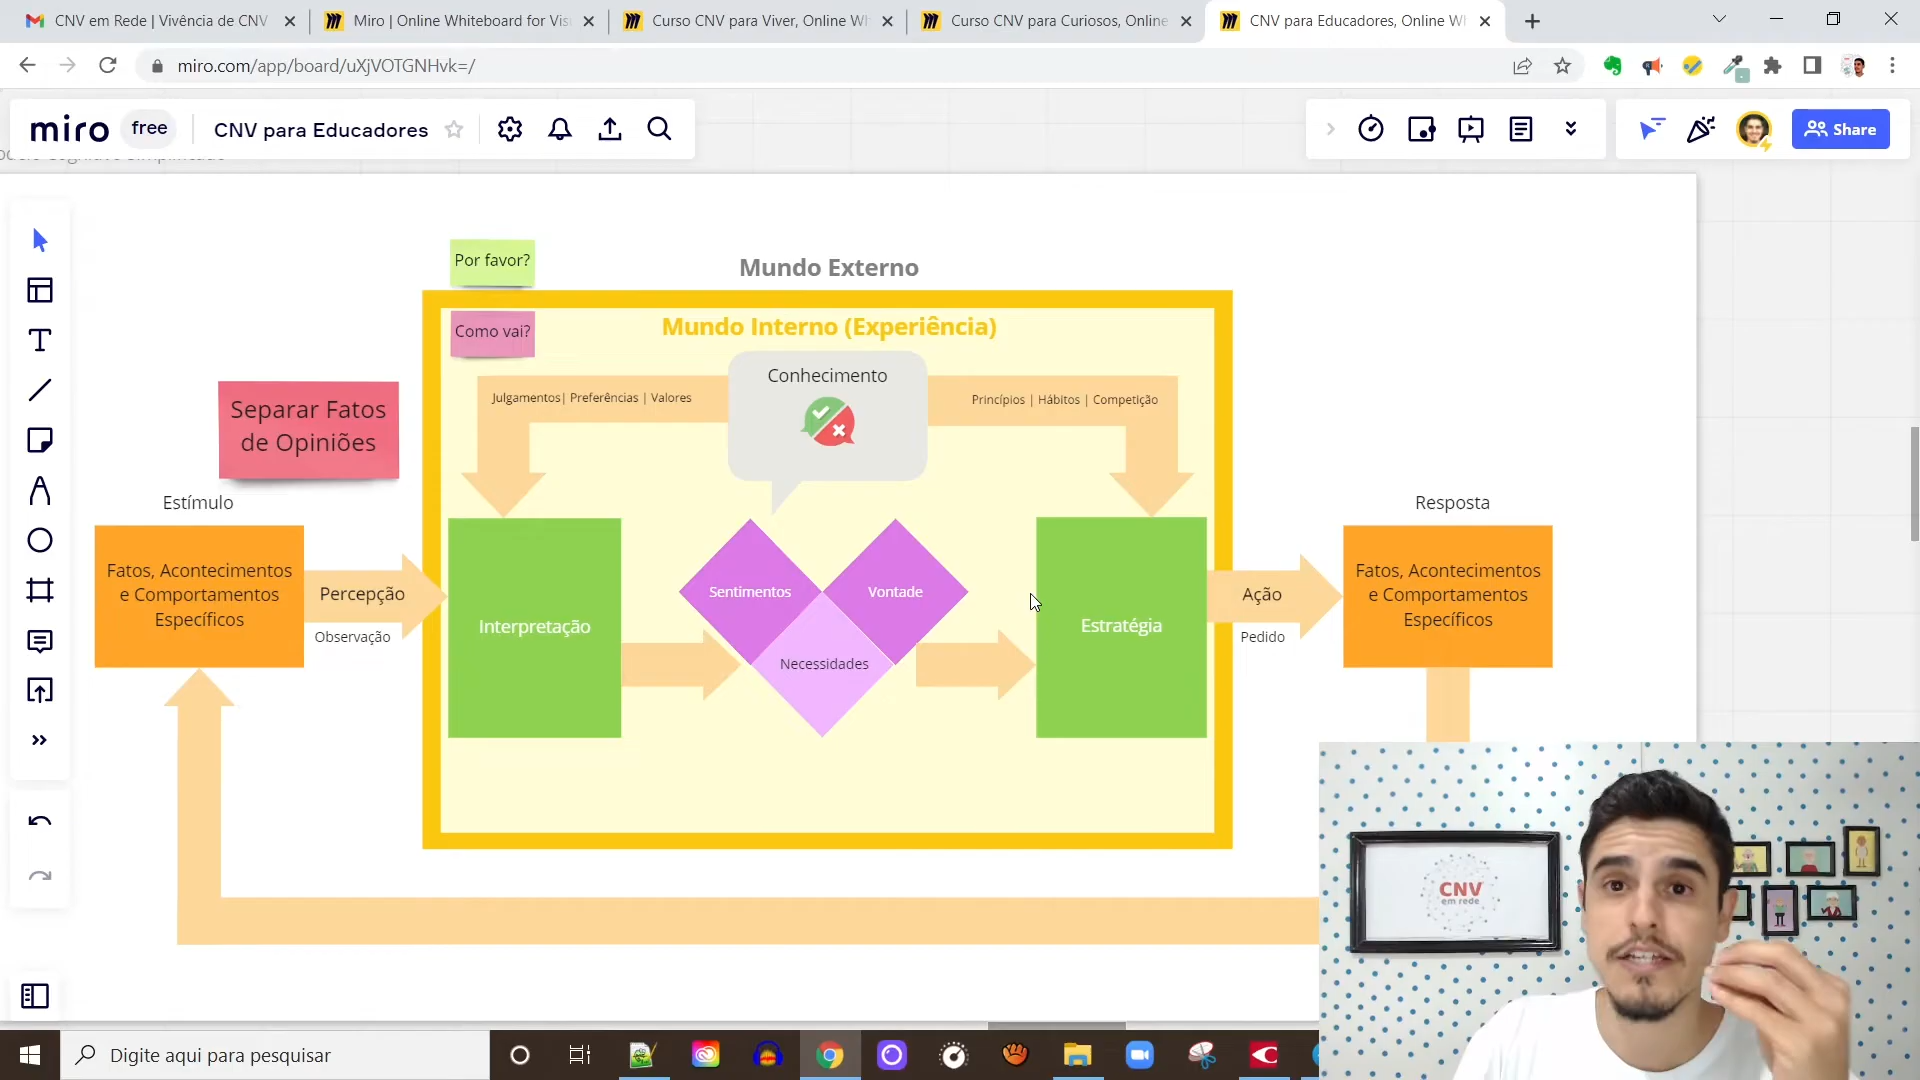 CNV em Rede | Vivência de CNV
Miro | Online Whiteboard for Vis
Curso CNV para Viver, Online Wh
Curso CNV para Curiosos, Online
CNV para Educadores, Online Wh
miro.com/app/board/uXjVOTGNHvk=/
miro
free
CNV para Educadores
Share
Por favor?
Mundo Externo
Como vai?
Mundo Interno (Experiência)
Conhecimento
Julgamentos| Preferências | Valores
Princípios | Hábitos | Competição
Separar Fatos
de Opiniões
Estímulo
Resposta
Fatos, Acontecimentos
e Comportamentos
Específicos
Percepção
Observação
Interpretação
Sentimentos
Vontade
Necessidades
Estratégia
Ação
Pedido
Fatos, Acontecimentos
e Comportamentos
Específicos
CNV
em rede
Digite aqui para pesquisar